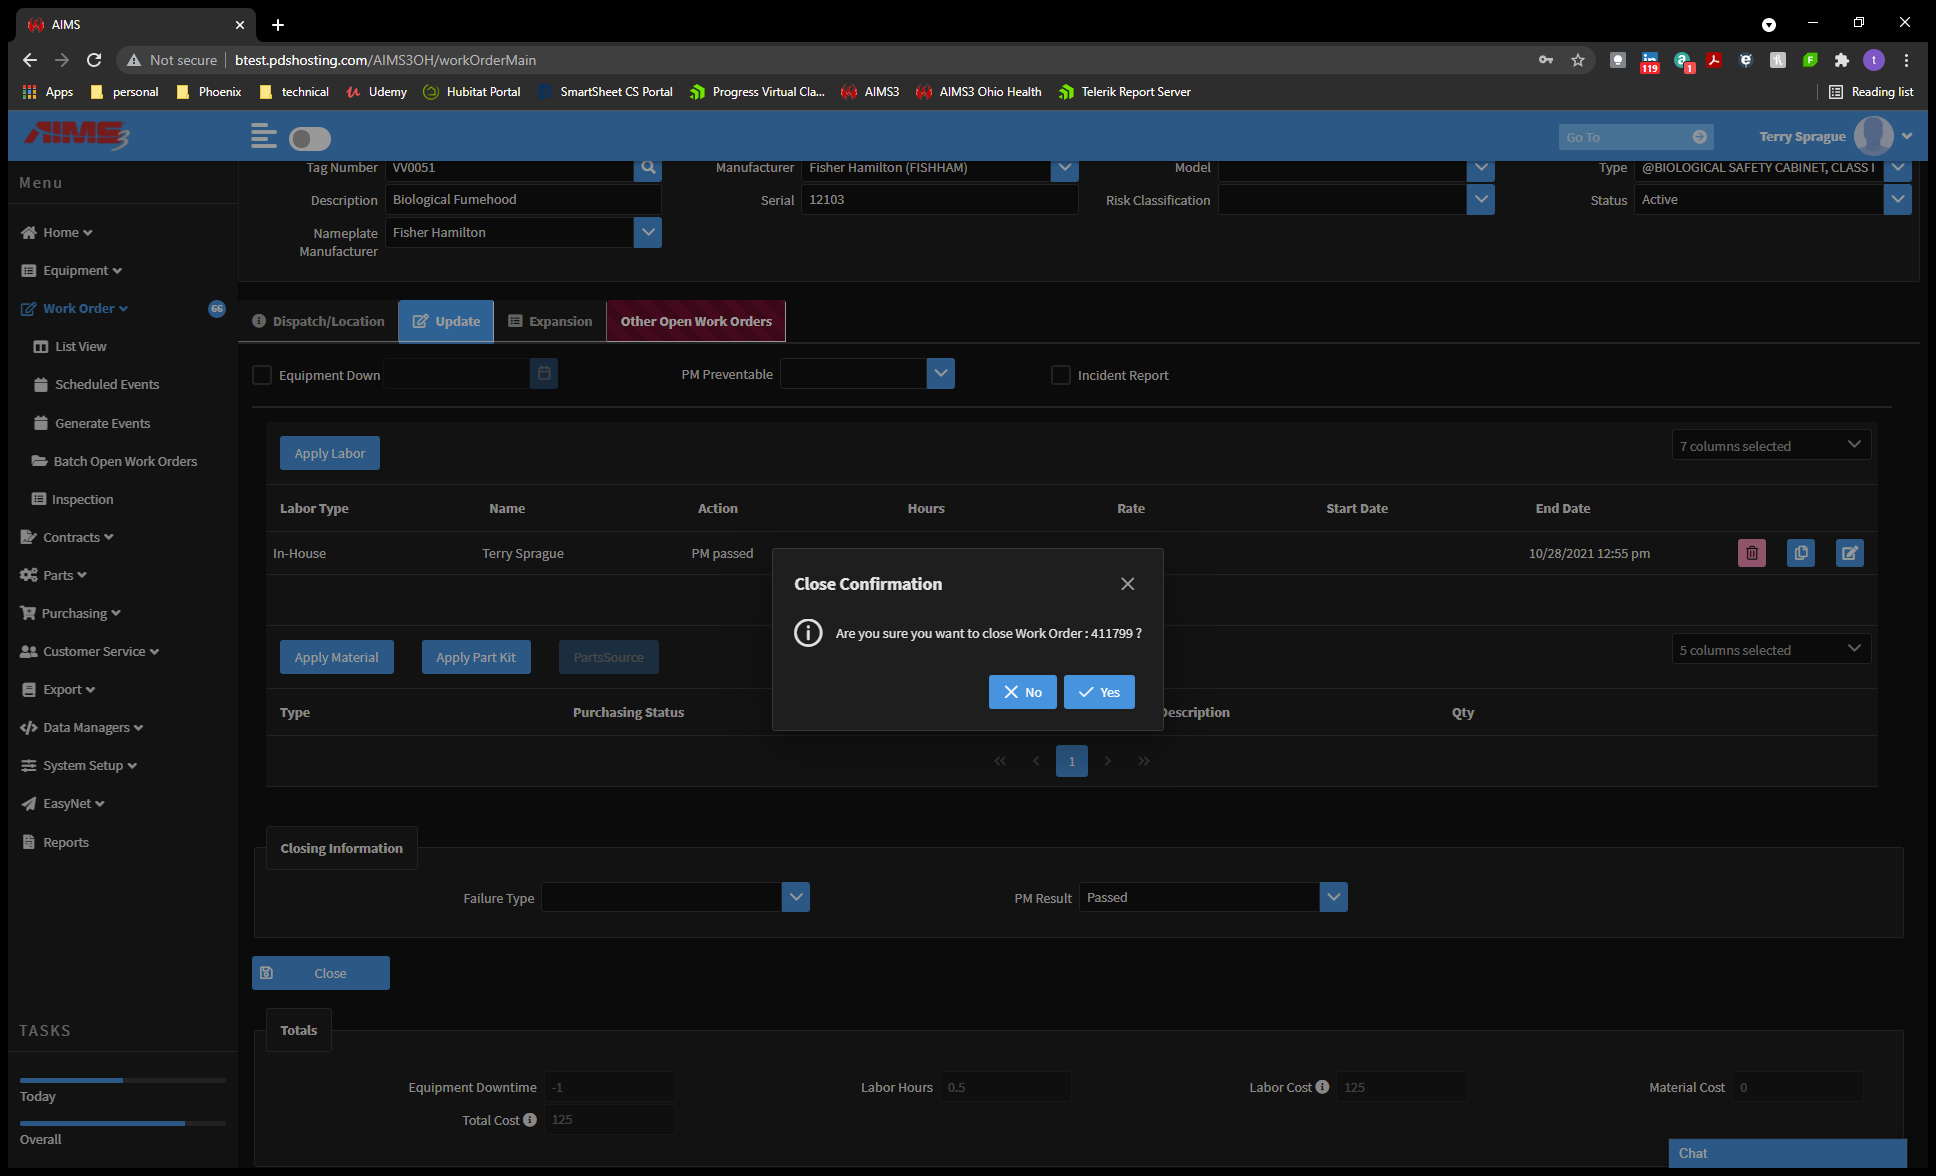 AIMS
Not secure btest.pdshosting.com/AIMS3OH/workOrderMain
119 1 t
Apps personal Phoenix technical Udemy Hubitat Portal SmartSheet CS Portal Progress Virtual Cla... AIMS3 AIMS3 Ohio Health Telerik Report Server Reading list
AIMS3 Go To Terry Sprague
Menu
Tag Number VV0051 Manufacturer Fisher Hamilton (FISHHAM) Model Type @BIOLOGICAL SAFETY CABINET, CLASS I
Description Biological Fumehood Serial 12103 Risk Classification Status Active
Nameplate Manufacturer Fisher Hamilton
Home
Equipment
Work Order 66
List View
Scheduled Events
Generate Events
Batch Open Work Orders
Inspection
Contracts
Parts
Purchasing
Customer Service
Export
Data Managers
System Setup
EasyNet
Reports
TASKS
Today
Overall
Dispatch/Location Update Expansion Other Open Work Orders
Equipment Down PM Preventable Incident Report
Apply Labor 7 columns selected
Labor Type Name Action Hours Rate Start Date End Date
In-House Terry Sprague PM passed 10/28/2021 12:55 pm
Close Confirmation
Are you sure you want to close Work Order : 411799 ?
No Yes
Apply Material Apply Part Kit PartsSource 5 columns selected
Type Purchasing Status Description Qty
« ‹ 1 › »
Closing Information
Failure Type PM Result Passed
Close
Totals
Equipment Downtime -1 Labor Hours 0.5 Labor Cost 125 Material Cost 0
Total Cost 125
Chat